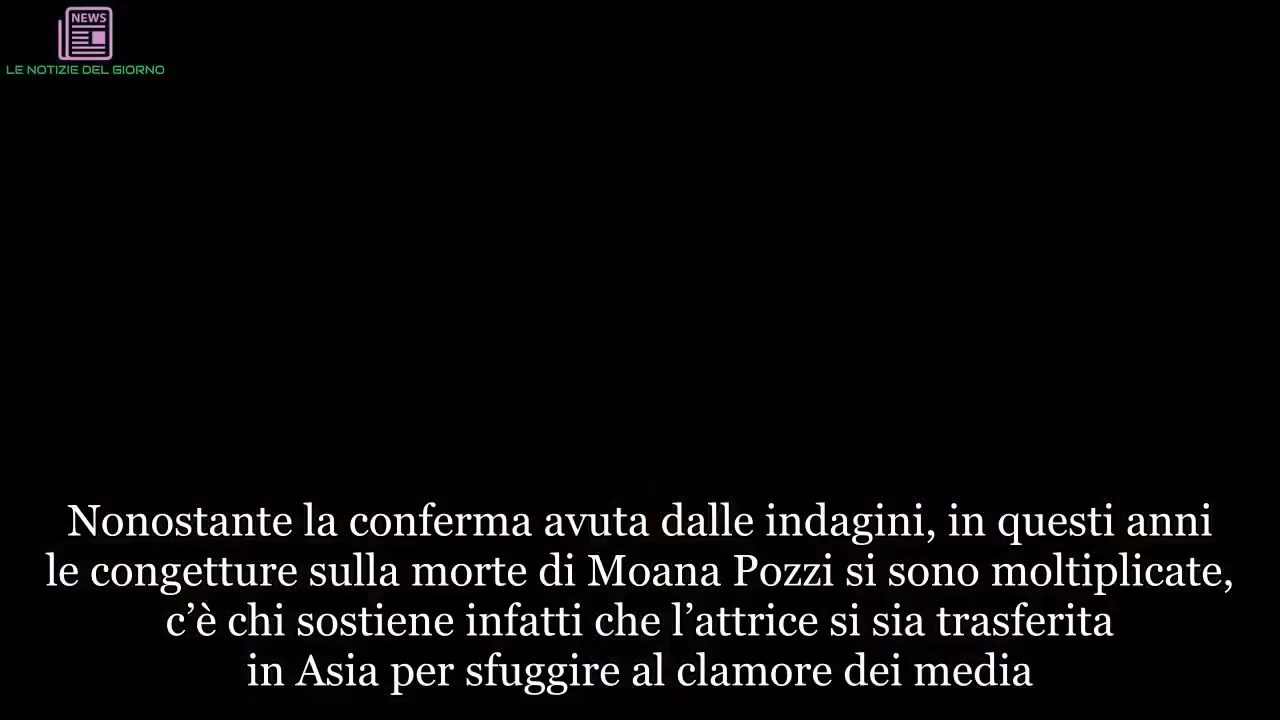 NEWS
LE NOTIZIE DEL GIORNO
Nonostante la conferma avuta dalle indagini, in questi anni
le congetture sulla morte di Moana Pozzi si sono moltiplicate,
c’è chi sostiene infatti che l’attrice si sia trasferita
in Asia per sfuggire al clamore dei media